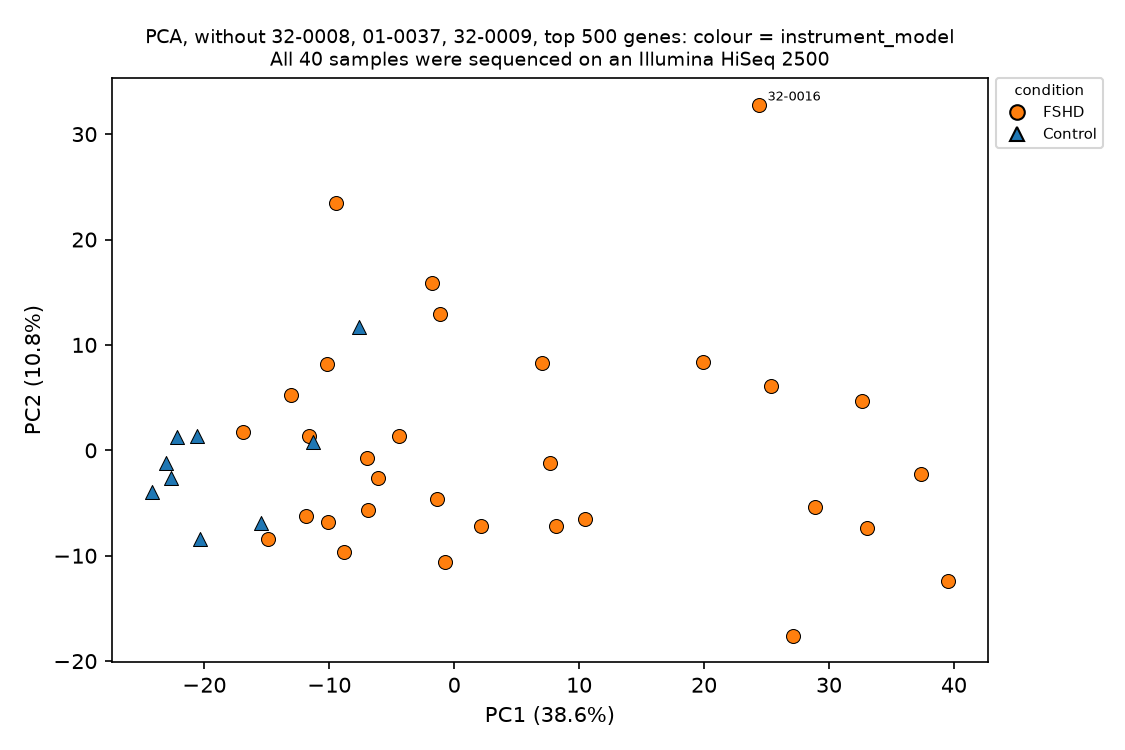 PCA, without 32-0008, 01-0037, 32-0009, top 500 genes: colour = instrument_model
All 40 samples were sequenced on an Illumina HiSeq 2500
condition
FSHD
Control
32-0016
PC2 (10.8%)
30
20
10
0
−10
−20
−20
−10
0
10
20
30
40
PC1 (38.6%)